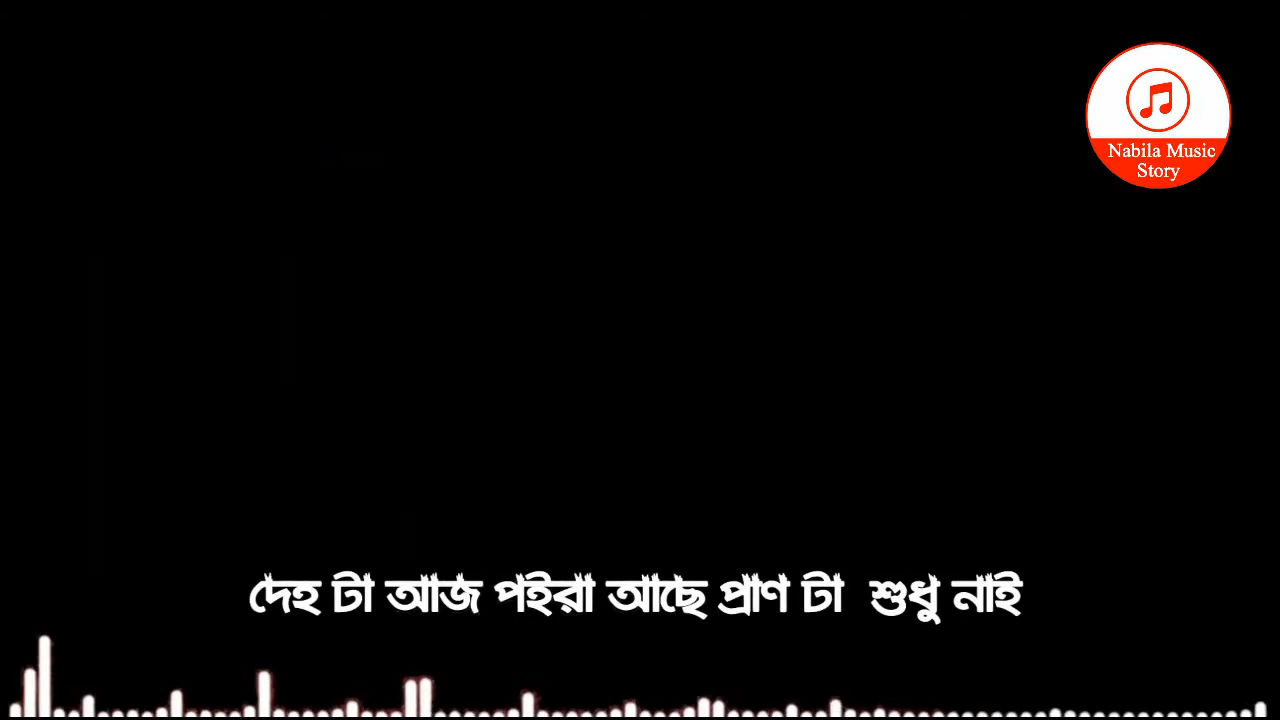 Nabila Music
Story
দেহ টা আজ পইরা আছে প্রাণ টা  শুধু নাই